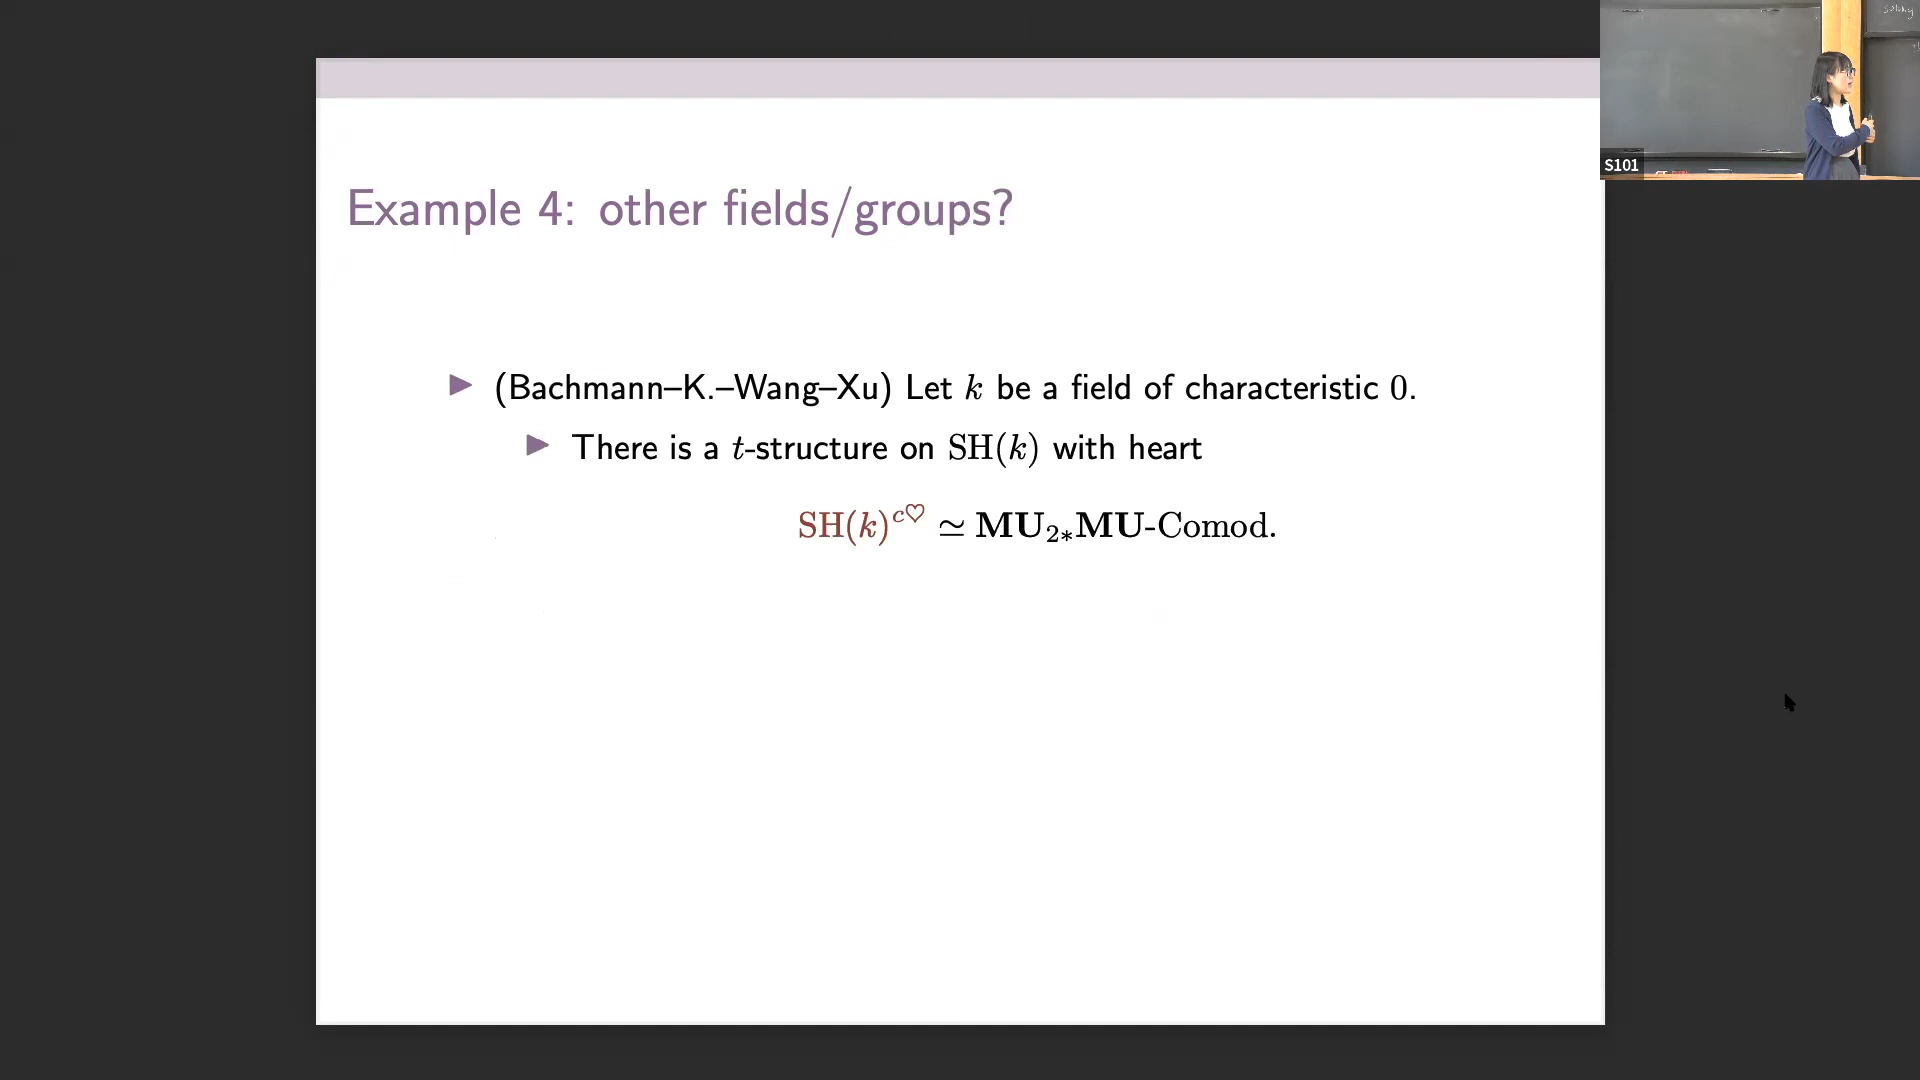 Example 4: other fields/groups?
▶ (Bachmann–K.–Wang–Xu) Let k be a field of characteristic 0.
▶ There is a t-structure on SH(k) with heart
SH(k)^{c♡} ≃ MU_{2*}MU-Comod.
S101